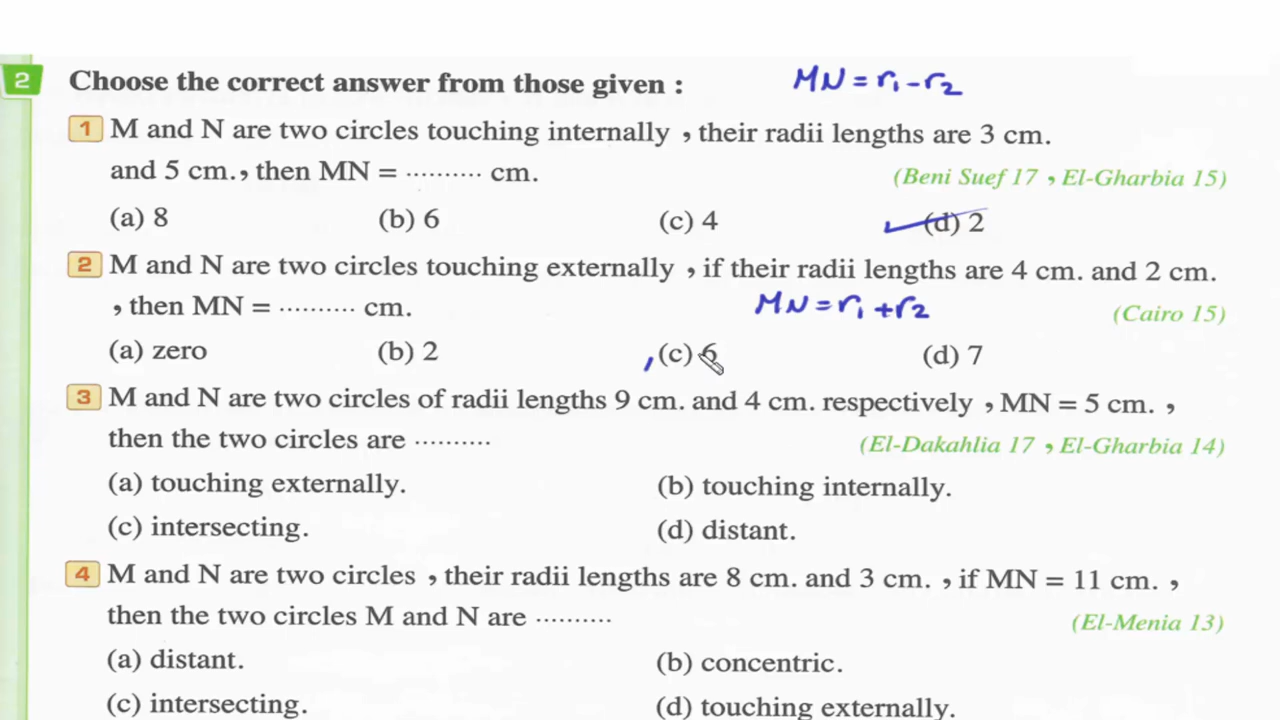 2 Choose the correct answer from those given : MN = r1 - r2
1 M and N are two circles touching internally , their radii lengths are 3 cm.
and 5 cm. , then MN = ·········· cm. (Beni Suef 17 , El-Gharbia 15)
(a) 8 (b) 6 (c) 4 (d) 2
2 M and N are two circles touching externally , if their radii lengths are 4 cm. and 2 cm.
, then MN = ·········· cm. MN = r1 + r2 (Cairo 15)
(a) zero (b) 2 (c) 6 (d) 7
3 M and N are two circles of radii lengths 9 cm. and 4 cm. respectively , MN = 5 cm. ,
then the two circles are ·········· (El-Dakahlia 17 , El-Gharbia 14)
(a) touching externally. (b) touching internally.
(c) intersecting. (d) distant.
4 M and N are two circles , their radii lengths are 8 cm. and 3 cm. , if MN = 11 cm. ,
then the two circles M and N are ·········· (El-Menia 13)
(a) distant. (b) concentric.
(c) intersecting. (d) touching externally.